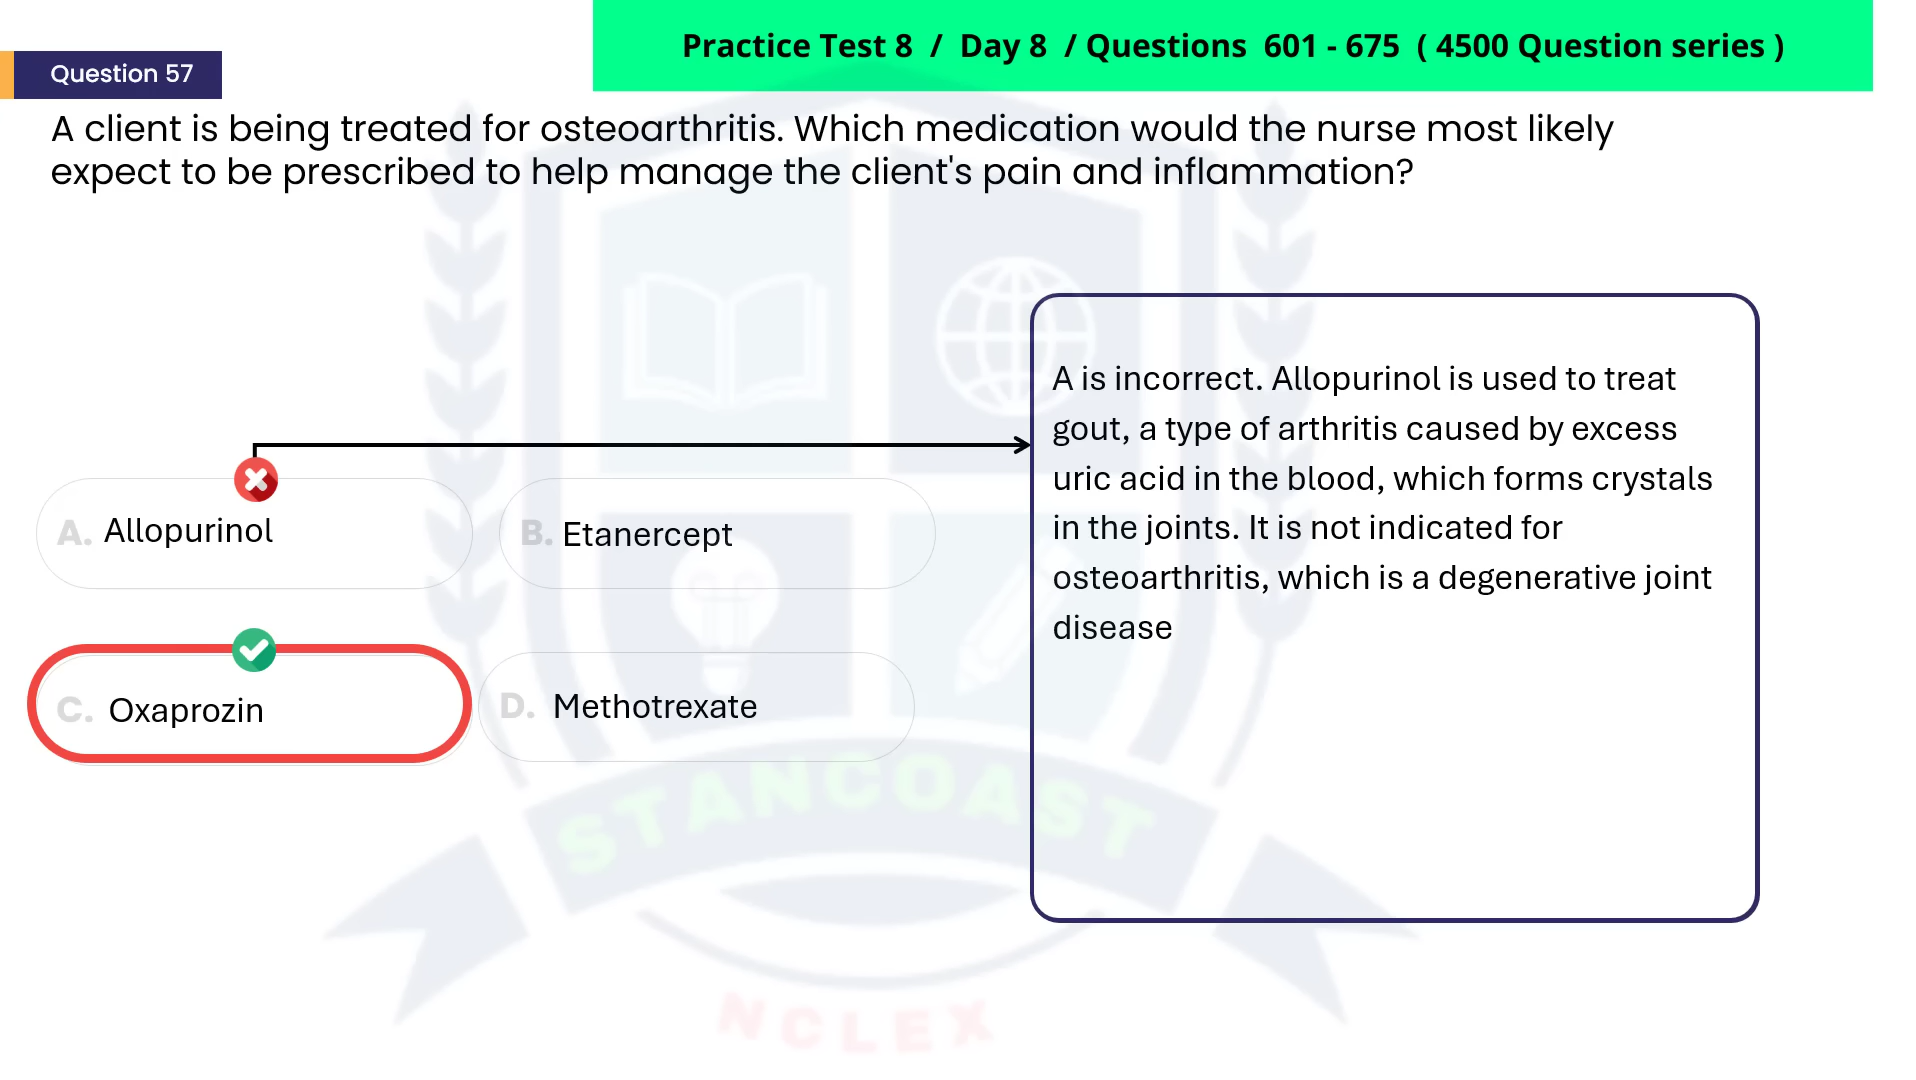 Practice Test 8 / Day 8 / Questions 601 - 675 ( 4500 Question series )
Question 57
A client is being treated for osteoarthritis. Which medication would the nurse most likely
expect to be prescribed to help manage the client's pain and inflammation?
A. Allopurinol
B. Etanercept
C. Oxaprozin
D. Methotrexate
A is incorrect. Allopurinol is used to treat
gout, a type of arthritis caused by excess
uric acid in the blood, which forms crystals
in the joints. It is not indicated for
osteoarthritis, which is a degenerative joint
disease
STANCOAST
NCLEX